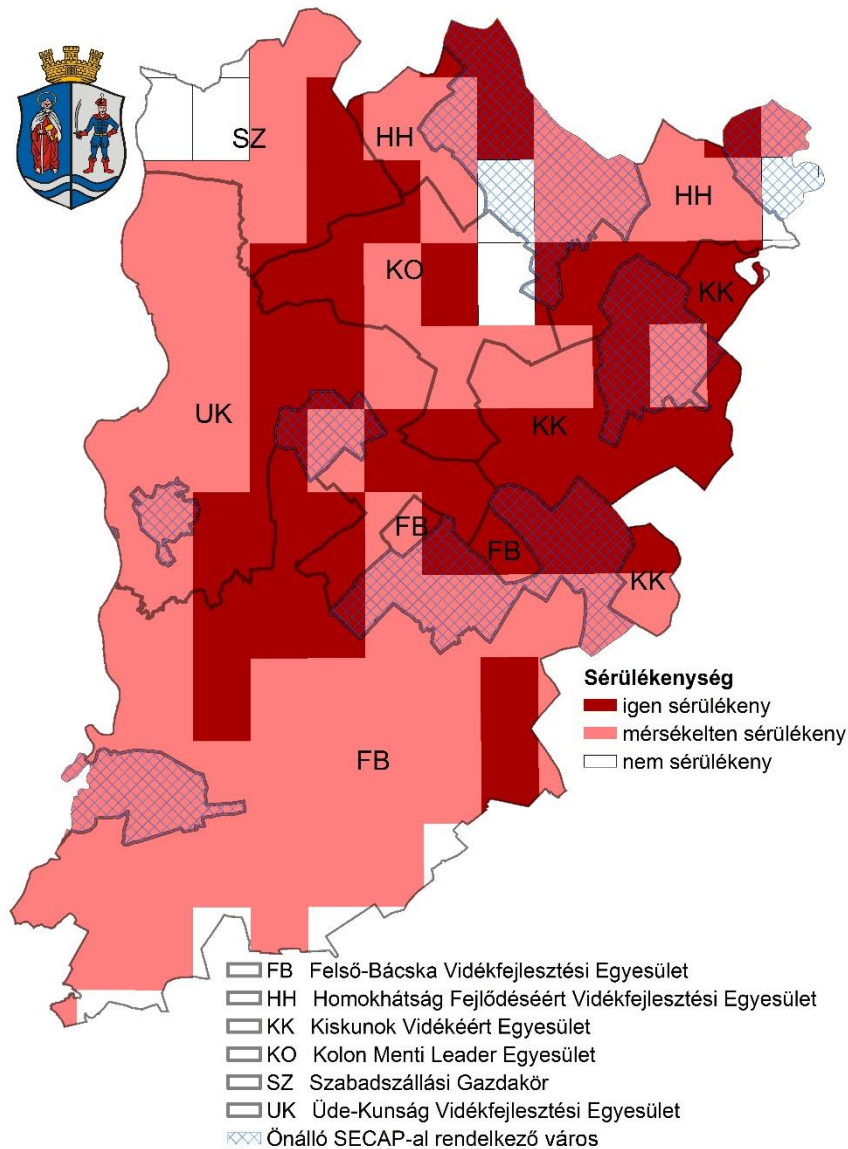 SZ
HH
HH
KO
KK
UK
KK
FB
FB
KK
Sérülékenység
igen sérülékeny
mérsékelten sérülékeny
nem sérülékeny
FB
FB Felső-Bácska Vidékfejlesztési Egyesület
HH Homokhátság Fejlődéséért Vidékfejlesztési Egyesület
KK Kiskunok Vidékéért Egyesület
KO Kolon Menti Leader Egyesület
SZ Szabadszállási Gazdakör
UK Üde-Kunság Vidékfejlesztési Egyesület
Önálló SECAP-al rendelkező város